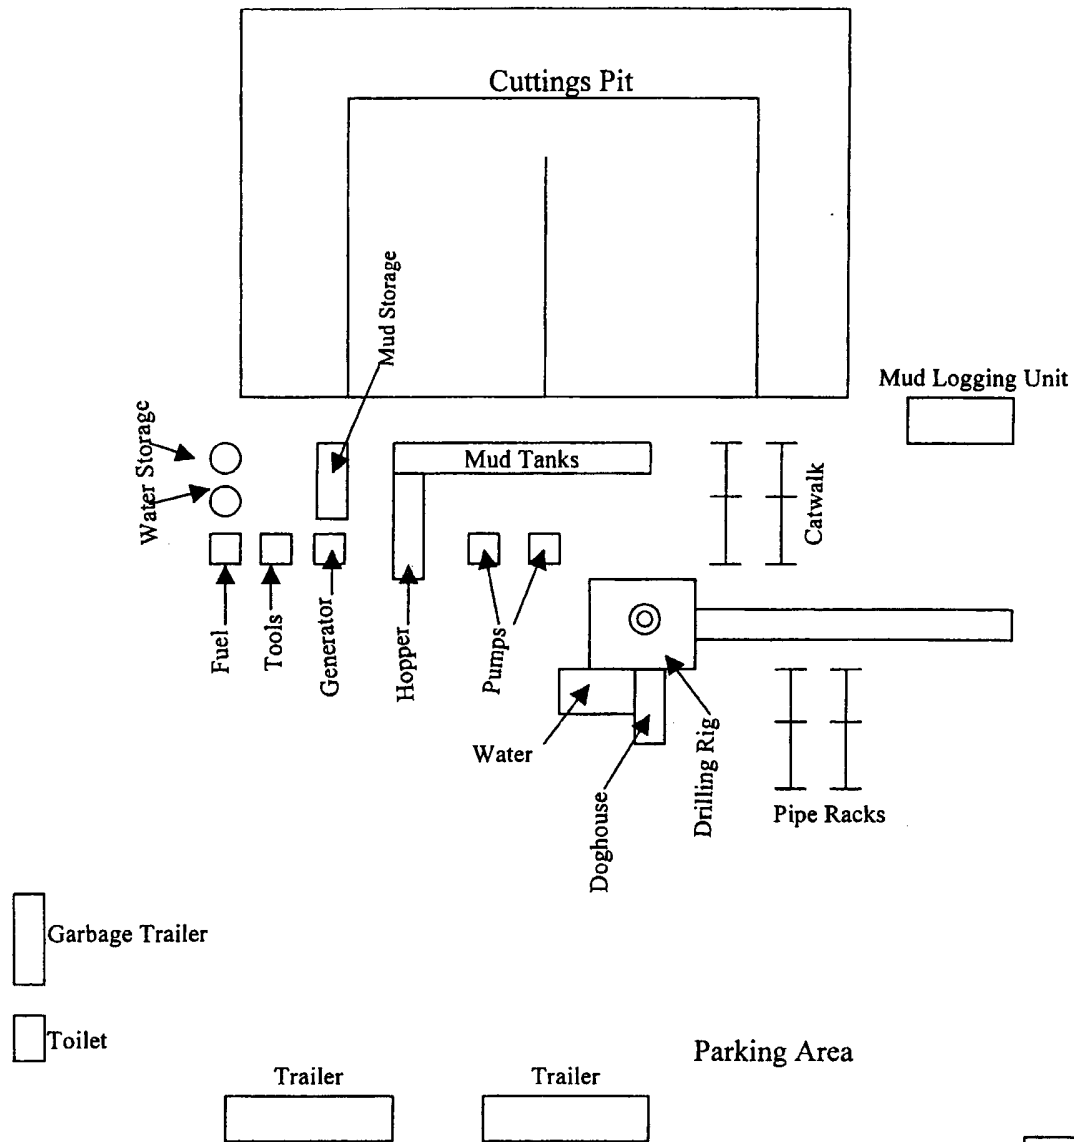 Cuttings Pit
Mud Storage
Mud Logging Unit
Water Storage
Mud Tanks
Catwalk
Fuel
Tools
Generator
Hopper
Pumps
Water
Doghouse
Drilling Rig
Pipe Racks
Garbage Trailer
Toilet
Parking Area
Trailer
Trailer